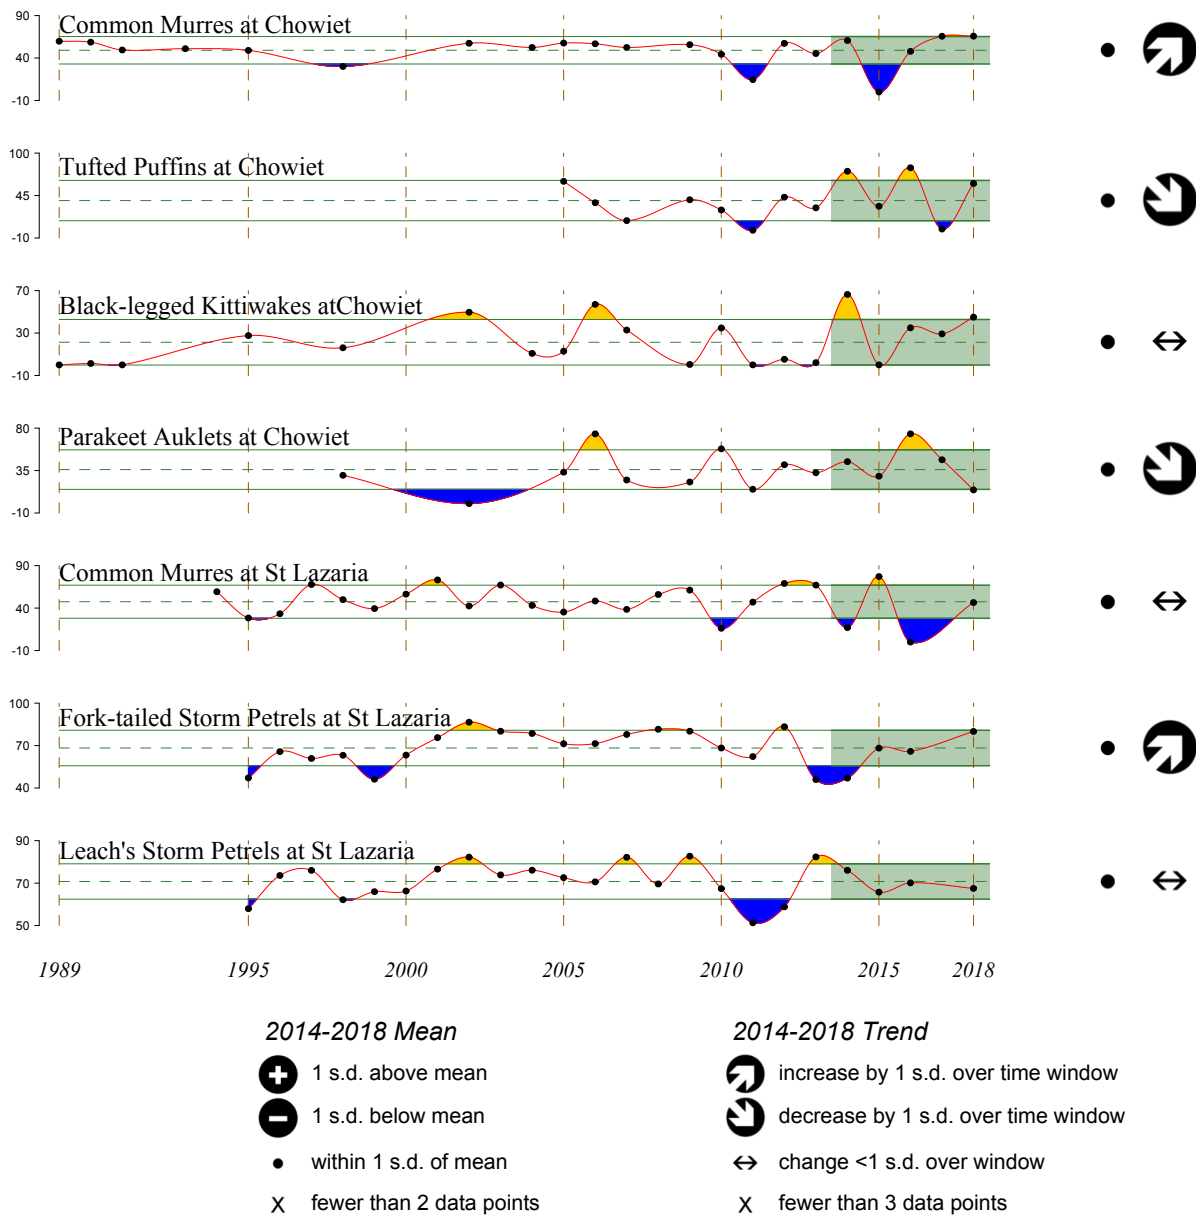 Common Murres at Chowiet
90
40
-10
Tufted Puffins at Chowiet
100
45
-10
Black-legged Kittiwakes atChowiet
70
30
-10
Parakeet Auklets at Chowiet
80
35
-10
Common Murres at St Lazaria
90
40
-10
Fork-tailed Storm Petrels at St Lazaria
100
70
40
Leach's Storm Petrels at St Lazaria
90
70
50
1989 1995 2000 2005 2010 2015 2018
2014-2018 Mean
1 s.d. above mean
1 s.d. below mean
within 1 s.d. of mean
X fewer than 2 data points
2014-2018 Trend
increase by 1 s.d. over time window
decrease by 1 s.d. over time window
change <1 s.d. over window
X fewer than 3 data points